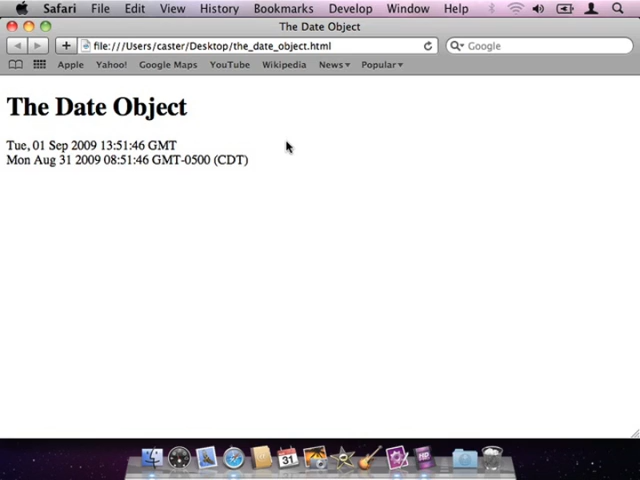 Safari File Edit View History Bookmarks Develop Window Help
The Date Object
file:///Users/caster/Desktop/the_date_object.html
Google
Apple Yahoo! Google Maps YouTube Wikipedia News Popular
The Date Object
Tue, 01 Sep 2009 13:51:46 GMT
Mon Aug 31 2009 08:51:46 GMT-0500 (CDT)
31